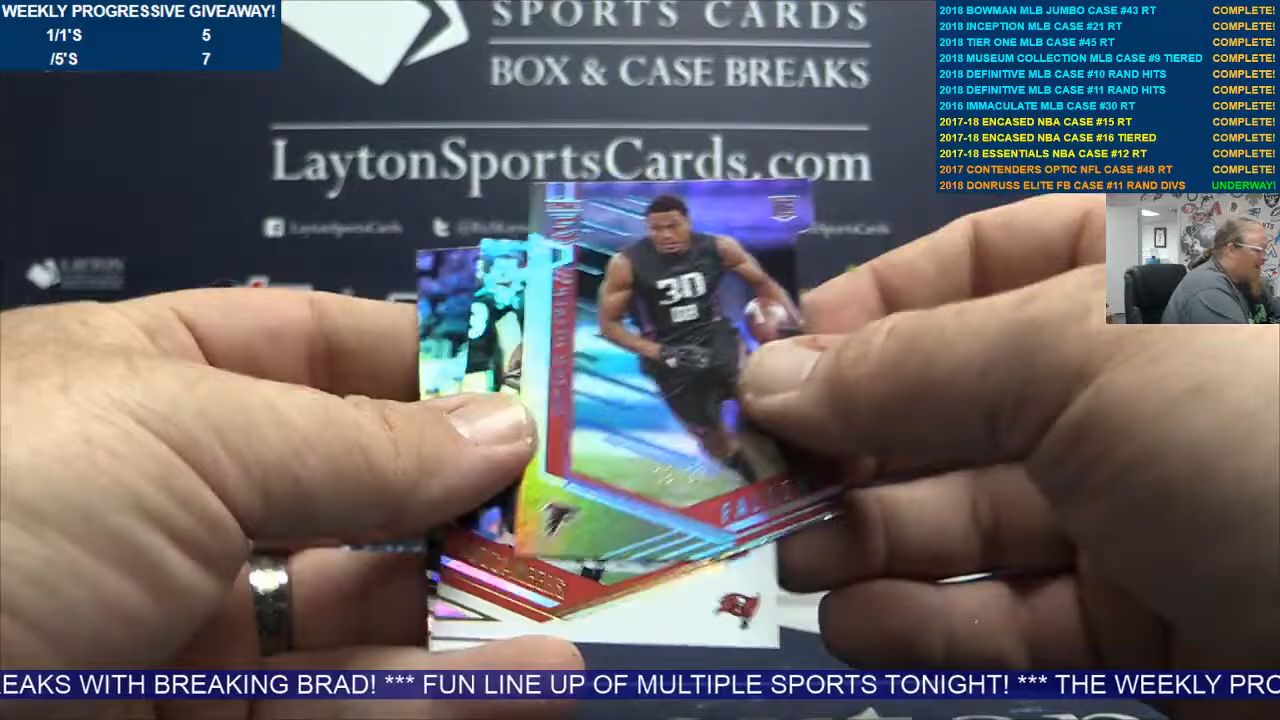 WEEKLY PROGRESSIVE GIVEAWAY!
1/1'S 5
/5'S 7
SPORTS CARDS
BOX & CASE BREAKS
LaytonSportsCards.com
LaytonSportsCards
2018 BOWMAN MLB JUMBO CASE #43 RT COMPLETE!
2018 INCEPTION MLB CASE #21 RT COMPLETE!
2018 TIER ONE MLB CASE #45 RT COMPLETE!
2018 MUSEUM COLLECTION MLB CASE #9 TIERED COMPLETE!
2018 DEFINITIVE MLB CASE #10 RAND HITS COMPLETE!
2018 DEFINITIVE MLB CASE #11 RAND HITS COMPLETE!
2016 IMMACULATE MLB CASE #30 RT COMPLETE!
2017-18 ENCASED NBA CASE #15 RT COMPLETE!
2017-18 ENCASED NBA CASE #16 TIERED COMPLETE!
2017-18 ESSENTIALS NBA CASE #12 RT COMPLETE!
2017 CONTENDERS OPTIC NFL CASE #48 RT COMPLETE!
2018 DONRUSS ELITE FB CASE #11 RAND DIVS UNDERWAY!
30
DB
EAKS WITH BREAKING BRAD! *** FUN LINE UP OF MULTIPLE SPORTS TONIGHT! *** THE WEEKLY PRO